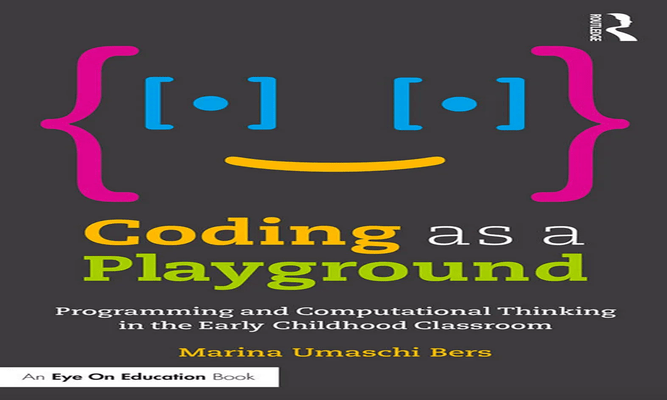 ROUTLEDGE
{ [•] [•] }
Coding as a
Playground
Programming and Computational Thinking
in the Early Childhood Classroom
Marina Umaschi Bers
An Eye On Education Book